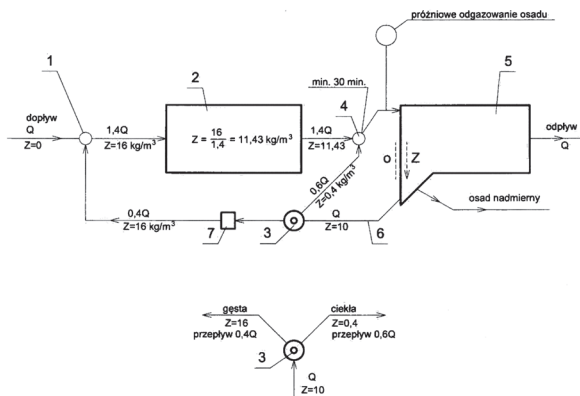 próżniowe odgazowanie osadu
1
2
min. 30 min.
4
5
dopływ
Q
Z=0
1,4Q
Z=16 kg/m³
Z = 16/1,4 = 11,43 kg/m³
1,4Q
Z=11,43
O
Z
odpływ
Q
0,6Q
Z=0,4 kg/m³
osad nadmierny
0,4Q
Z=16 kg/m³
7
3
Q
Z=10
6
gęsta
Z=16
przepływ 0,4Q
ciekła
Z=0,4
przepływ 0,6Q
3
Q
Z=10